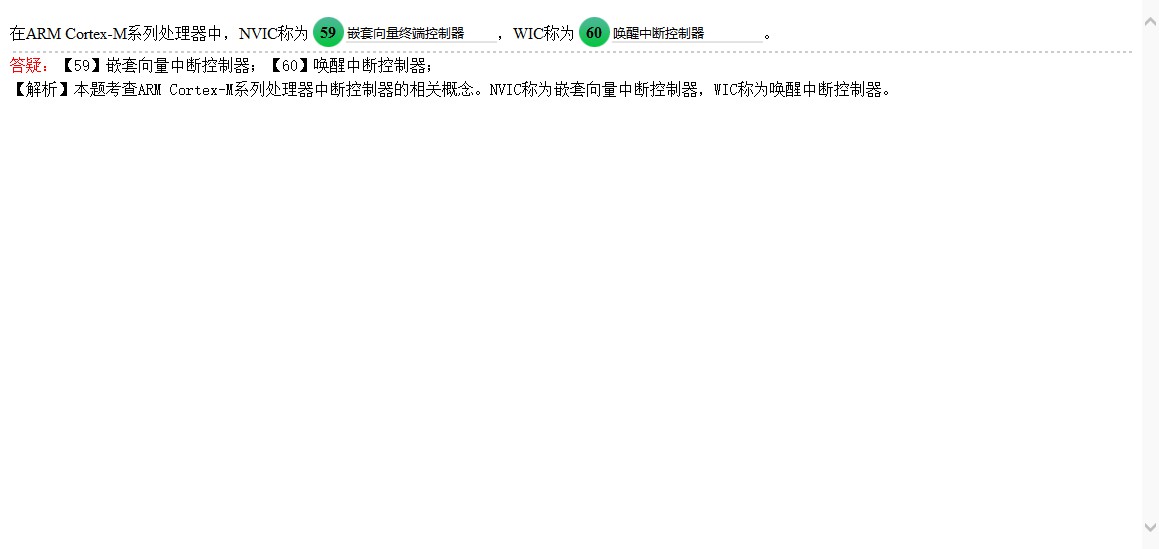 在ARM Cortex-M系列处理器中，NVIC称为 59 嵌套向量终端控制器 ，WIC称为 60 唤醒中断控制器 。
答疑：【59】嵌套向量中断控制器；【60】唤醒中断控制器；
【解析】本题考查ARM Cortex-M系列处理器中断控制器的相关概念。NVIC称为嵌套向量中断控制器，WIC称为唤醒中断控制器。